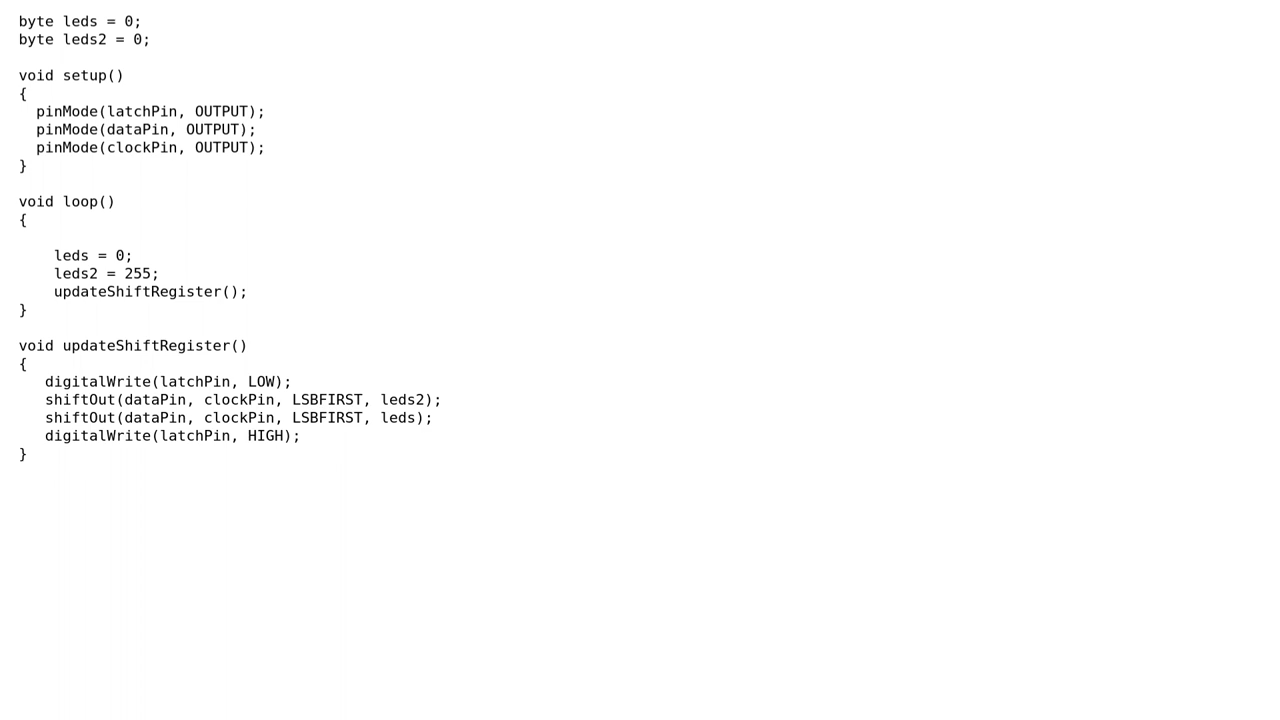 byte leds = 0;
byte leds2 = 0;

void setup()
{
  pinMode(latchPin, OUTPUT);
  pinMode(dataPin, OUTPUT);
  pinMode(clockPin, OUTPUT);
}

void loop()
{

    leds = 0;
    leds2 = 255;
    updateShiftRegister();
}

void updateShiftRegister()
{
   digitalWrite(latchPin, LOW);
   shiftOut(dataPin, clockPin, LSBFIRST, leds2);
   shiftOut(dataPin, clockPin, LSBFIRST, leds);
   digitalWrite(latchPin, HIGH);
}